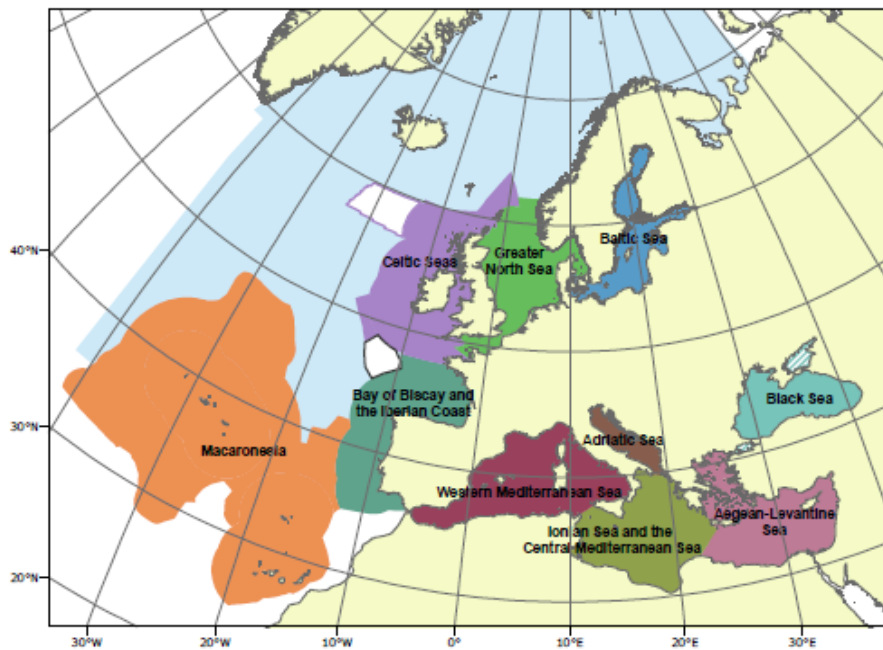 40°N
30°N
20°N
Celtic Seas
Greater
North Sea
Baltic Sea
Bay of Biscay and
the Iberian Coast
Black Sea
Macaronesia
Adriatic Sea
Western Mediterranean Sea
Ionian Sea and the
Central-Mediterranean Sea
Aegean-Levantine
Sea
30°W
20°W
10°W
0°
10°E
20°E
30°E